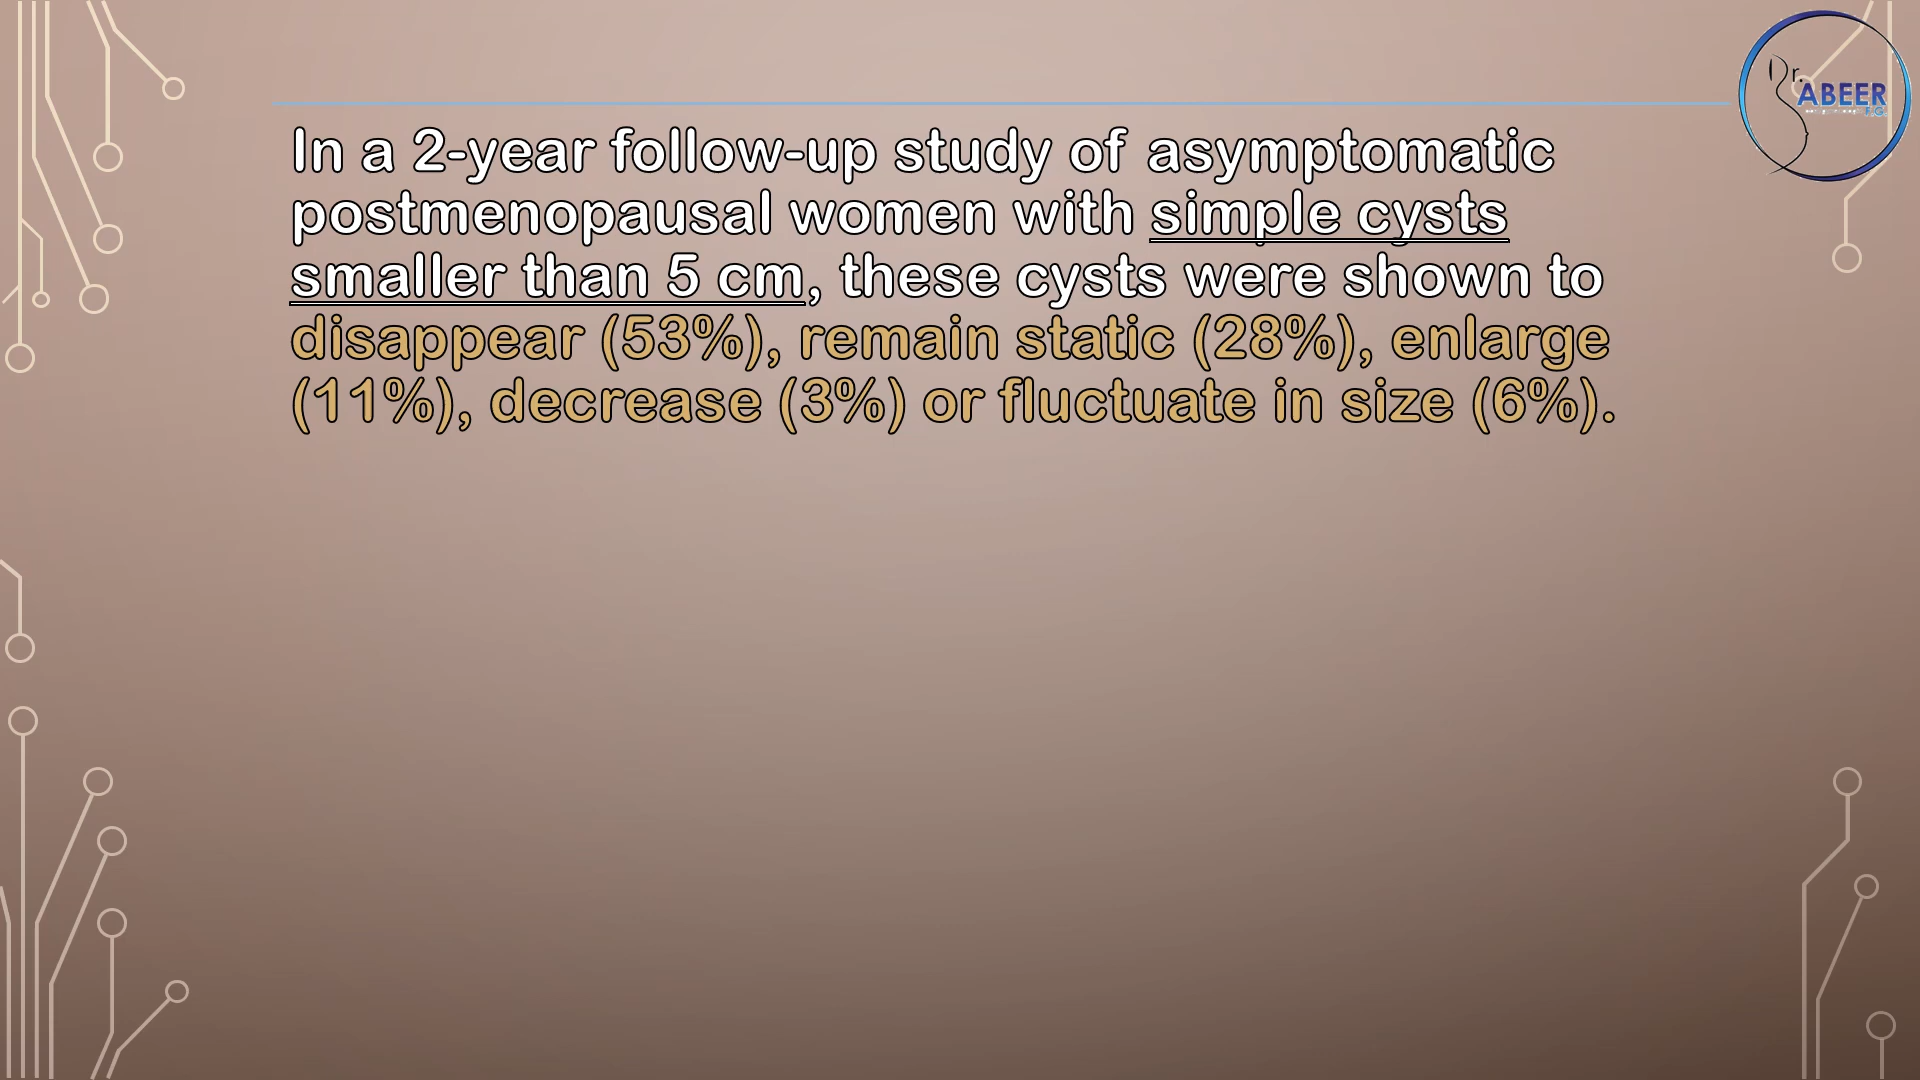 Dr.
ABEER
F.G.
In a 2-year follow-up study of asymptomatic
postmenopausal women with simple cysts
smaller than 5 cm, these cysts were shown to
disappear (53%), remain static (28%), enlarge
(11%), decrease (3%) or fluctuate in size (6%).